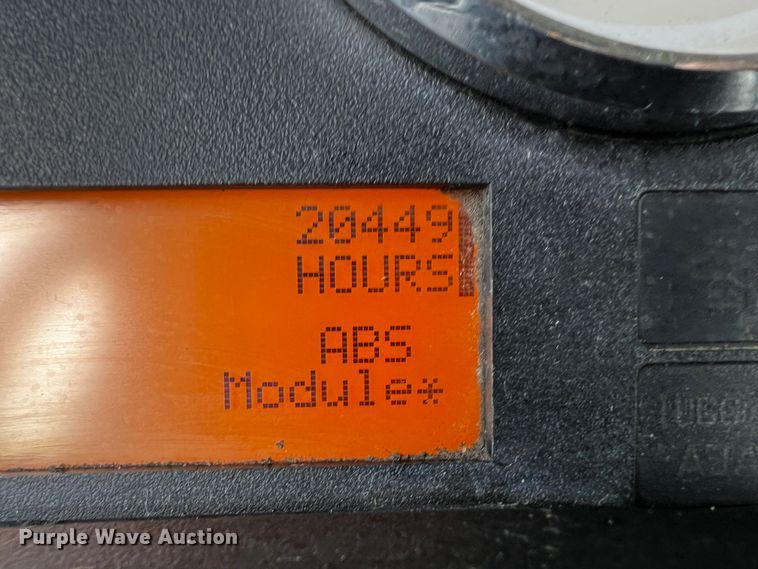 20449
HOURS
ABS
Module*
Purple Wave Auction